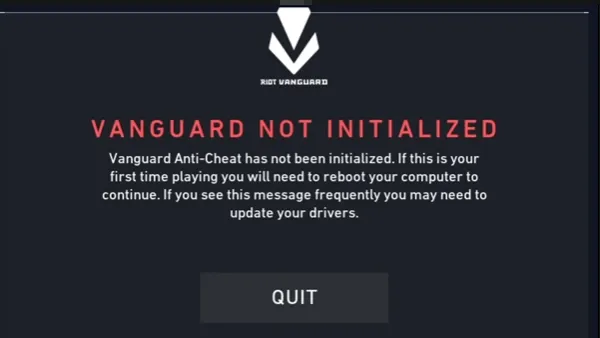 RIOT VANGUARD
VANGUARD NOT INITIALIZED
Vanguard Anti-Cheat has not been initialized. If this is your
first time playing you will need to reboot your computer to
continue. If you see this message frequently you may need to
update your drivers.
QUIT